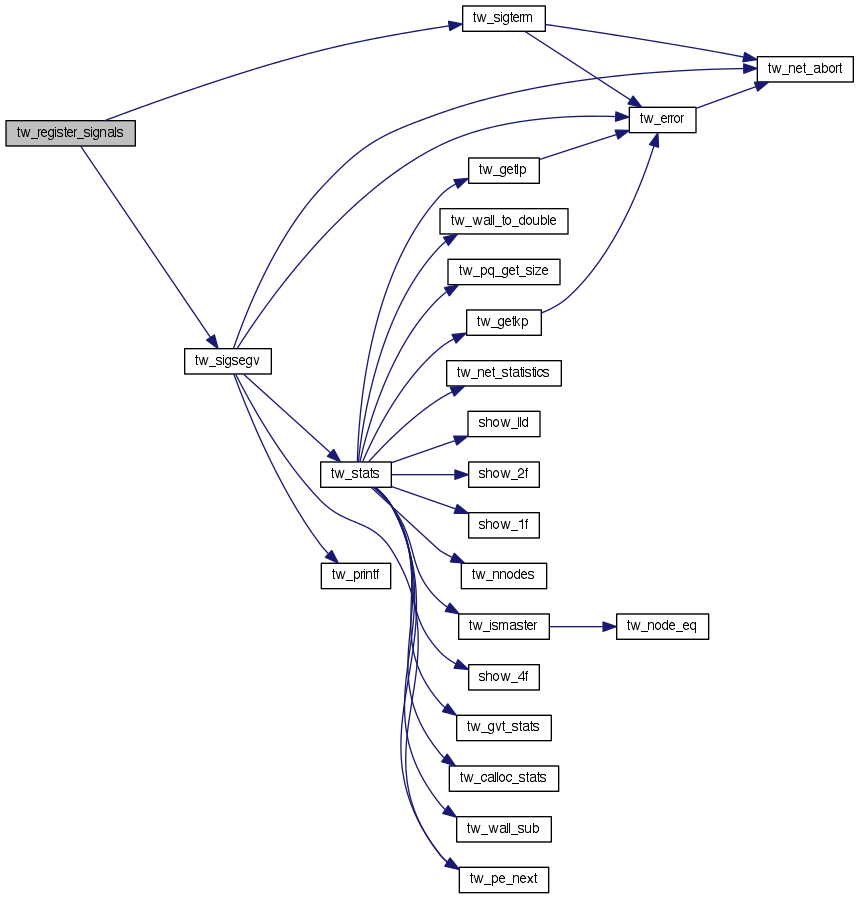 tw_sigterm
tw_net_abort
tw_error
tw_register_signals
tw_getlp
tw_wall_to_double
tw_pq_get_size
tw_getkp
tw_sigsegv
tw_net_statistics
show_lld
tw_stats
show_2f
show_1f
tw_printf
tw_nnodes
tw_ismaster
tw_node_eq
show_4f
tw_gvt_stats
tw_calloc_stats
tw_wall_sub
tw_pe_next